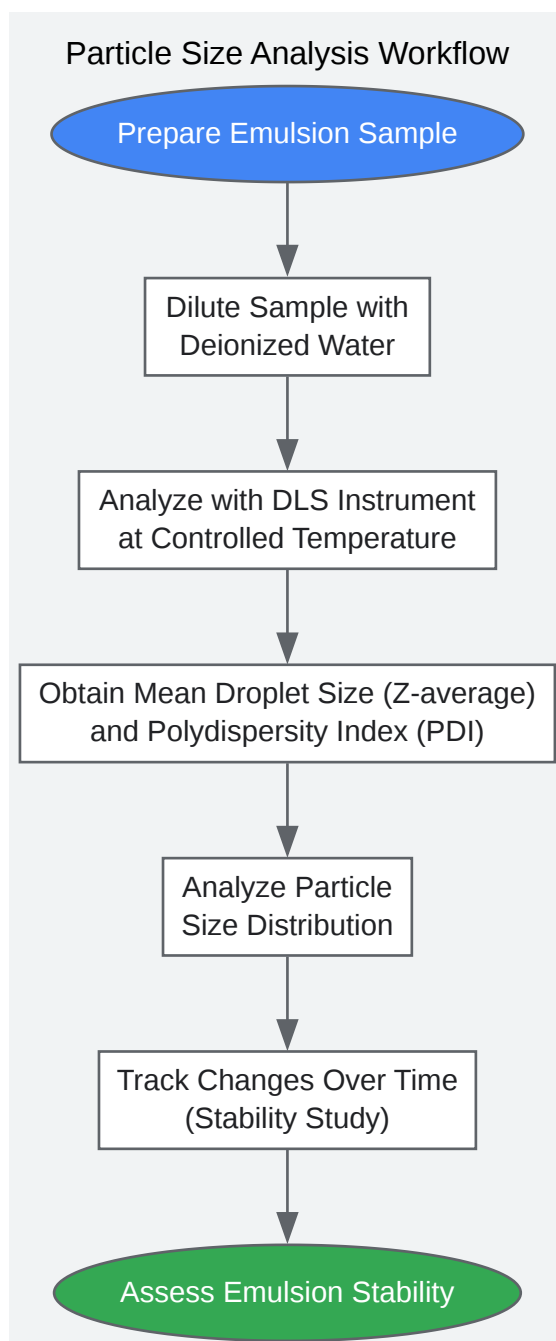 Particle Size Analysis Workflow
Prepare Emulsion Sample
Dilute Sample with
Deionized Water
Analyze with DLS Instrument
at Controlled Temperature
Obtain Mean Droplet Size (Z-average)
and Polydispersity Index (PDI)
Analyze Particle
Size Distribution
Track Changes Over Time
(Stability Study)
Assess Emulsion Stability